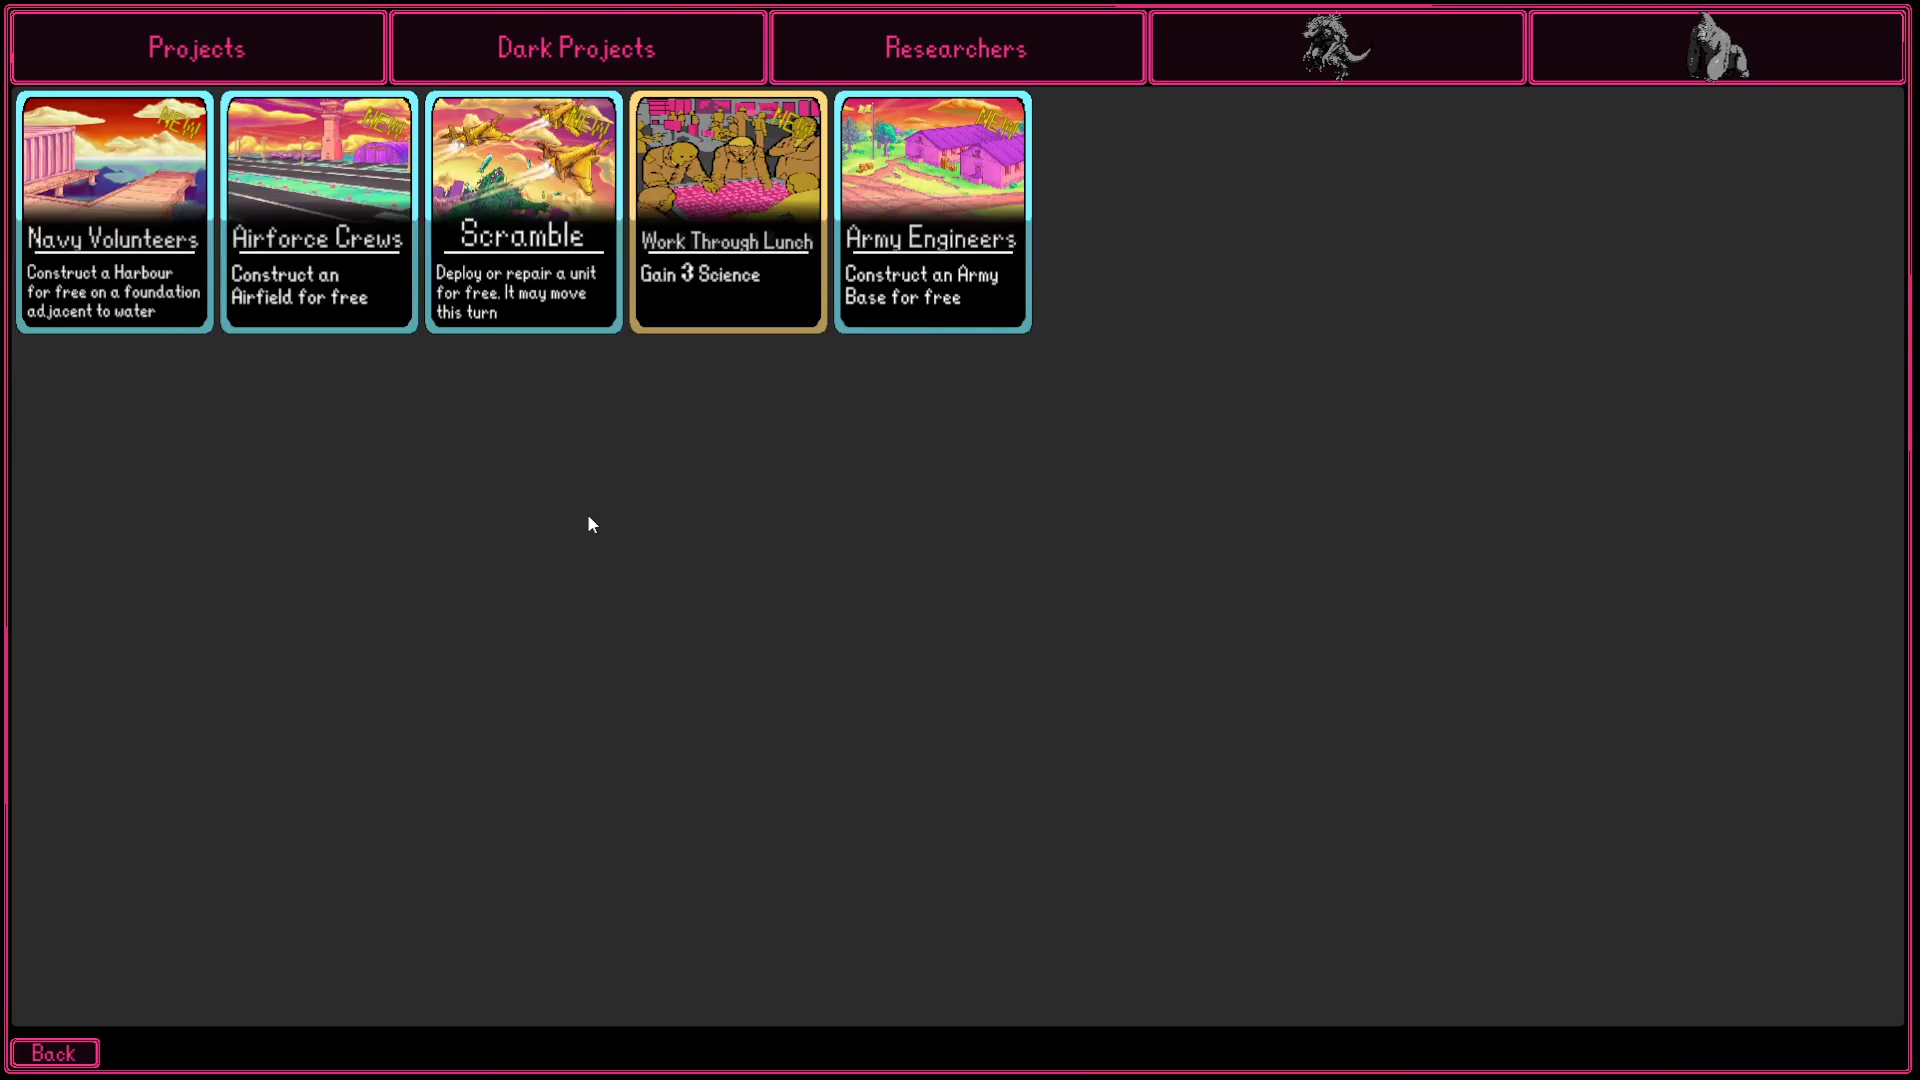 Projects
Dark Projects
Researchers
NEW
Navy Volunteers
Construct a Harbour
for free on a foundation
adjacent to water
NEW
Airforce Crews
Construct an
Airfield for free
NEW
Scramble
Deploy or repair a unit
for free. It may move
this turn
NEW
Work Through Lunch
Gain 3 Science
NEW
Army Engineers
Construct an Army
Base for free
Back